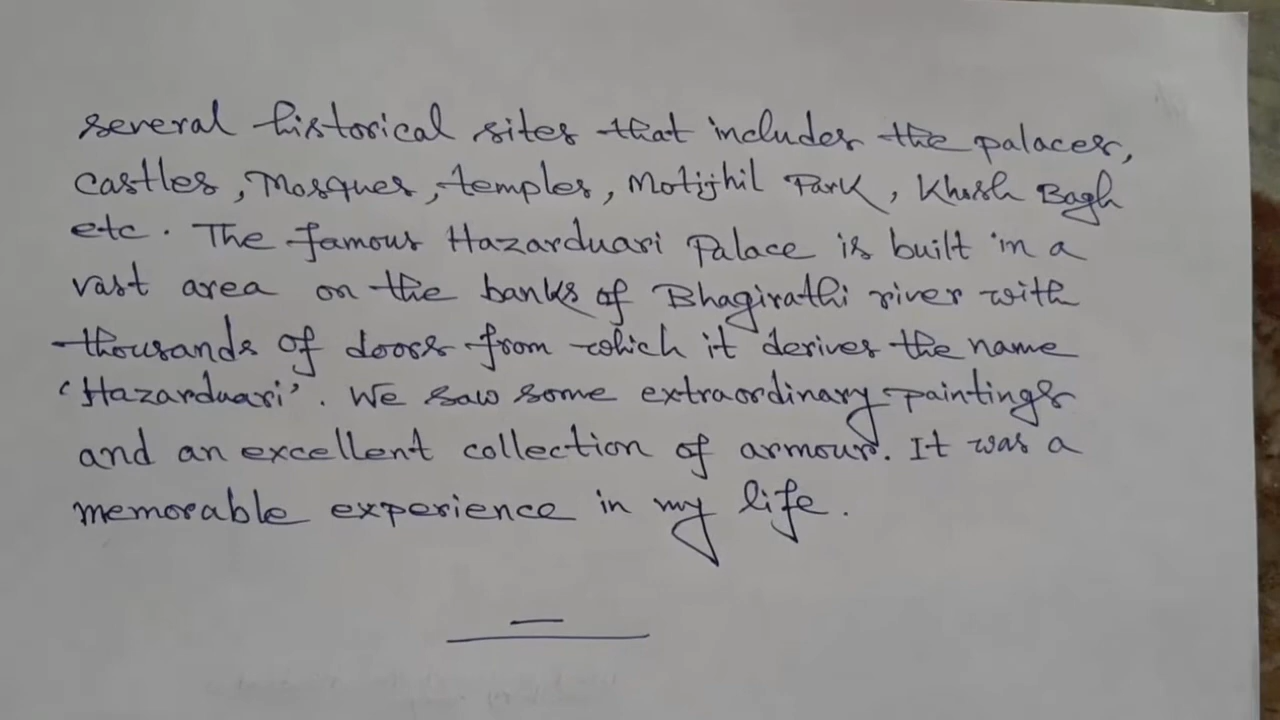 several historical sites that includes the palaces,
castles, Mosques, temples, Motijhil Park, Khush Bagh
etc. The famous Hazarduari Palace is built in a
vast area on the banks of Bhagirathi river with
thousands of doors from which it derives the name
'Hazarduari'. We saw some extraordinary paintings
and an excellent collection of armour. It was a
memorable experience in my life.